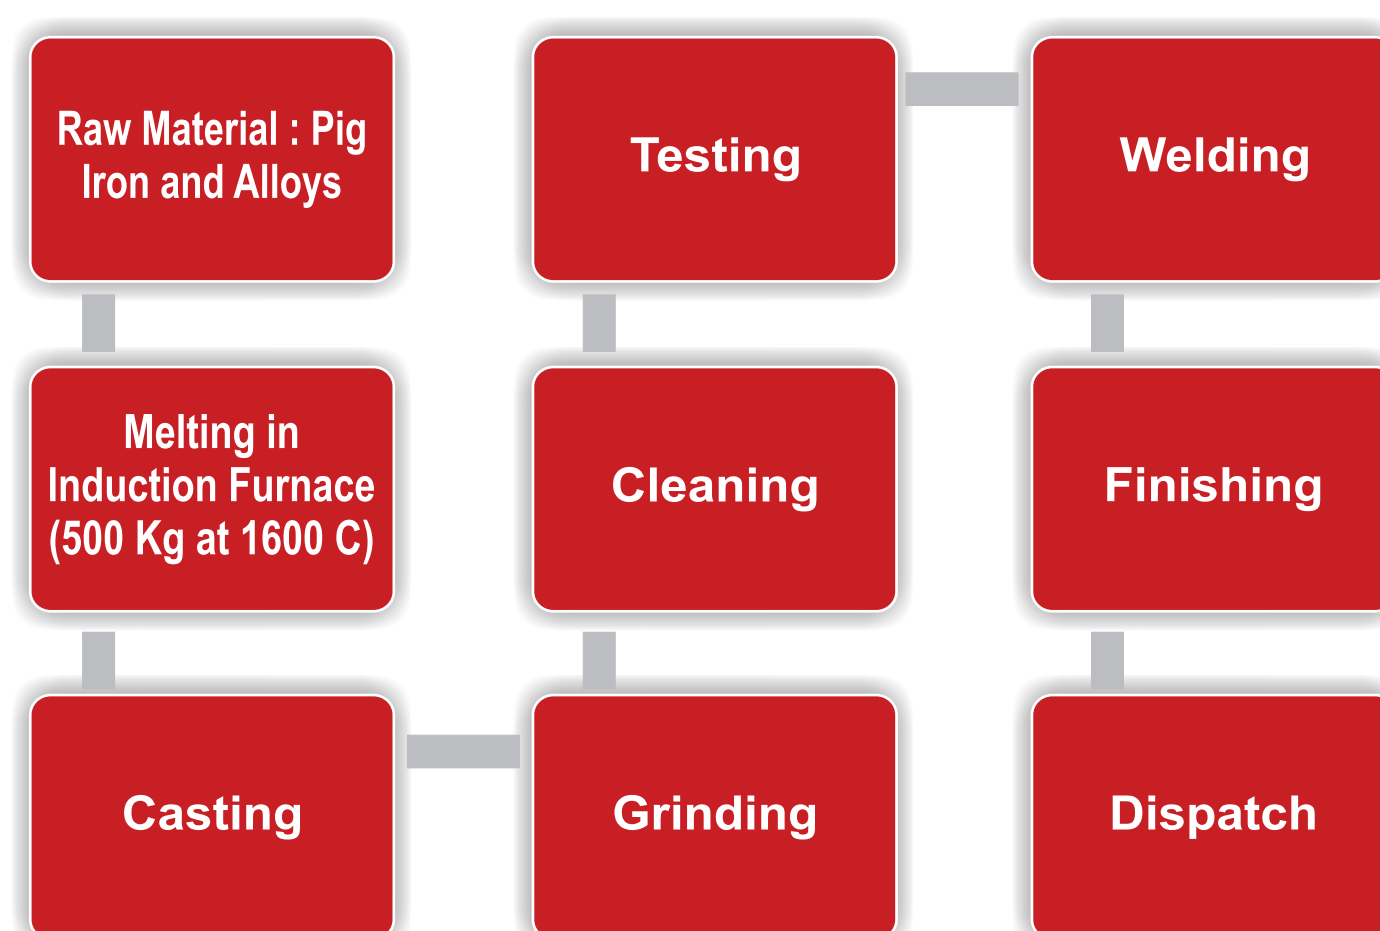 Raw Material : Pig
Iron and Alloys
Melting in
Induction Furnace
(500 Kg at 1600 C)
Casting
Grinding
Cleaning
Testing
Welding
Finishing
Dispatch